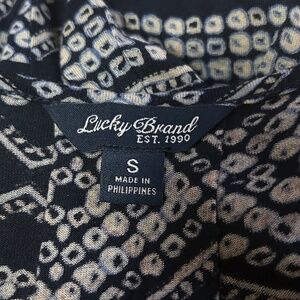 Lucky Brand
EST. 1990
S
MADE IN
PHILIPPINES